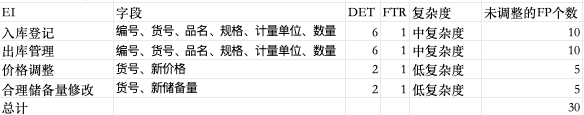 EI 字段 DET FTR 复杂度 未调整的FP个数
入库登记 编号、货号、品名、规格、计量单位、数量 6 1 中复杂度 10
出库管理 编号、货号、品名、规格、计量单位、数量 6 1 中复杂度 10
价格调整 货号、新价格 2 1 低复杂度 5
合理储备量修改 货号、新储备量 2 1 低复杂度 5
总计 30